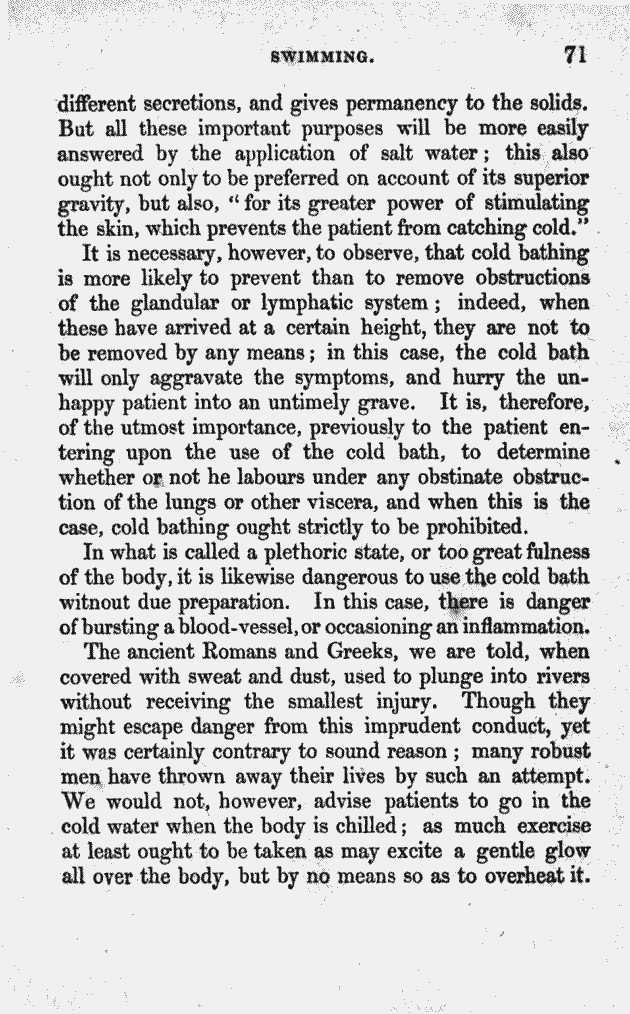 SWIMMING. 71
different secretions, and gives permanency to the solids.
But all these important purposes will be more easily
answered by the application of salt water; this also
ought not only to be preferred on account of its superior
gravity, but also, "for its greater power of stimulating
the skin, which prevents the patient from catching cold."
It is necessary, however, to observe, that cold bathing
is more likely to prevent than to remove obstructions
of the glandular or lymphatic system; indeed, when
these have arrived at a certain height, they are not to
be removed by any means; in this case, the cold bath
will only aggravate the symptoms, and hurry the un-
happy patient into an untimely grave. It is, therefore,
of the utmost importance, previously to the patient en-
tering upon the use of the cold bath, to determine
whether or not he labours under any obstinate obstruc-
tion of the lungs or other viscera, and when this is the
case, cold bathing ought strictly to be prohibited.
In what is called a plethoric state, or too great fulness
of the body, it is likewise dangerous to use the cold bath
witnout due preparation. In this case, there is danger
of bursting a blood-vessel, or occasioning an inflammation.
The ancient Romans and Greeks, we are told, when
covered with sweat and dust, used to plunge into rivers
without receiving the smallest injury. Though they
might escape danger from this imprudent conduct, yet
it was certainly contrary to sound reason; many robust
men have thrown away their lives by such an attempt.
We would not, however, advise patients to go in the
cold water when the body is chilled; as much exercise
at least ought to be taken as may excite a gentle glow
all over the body, but by no means so as to overheat it.